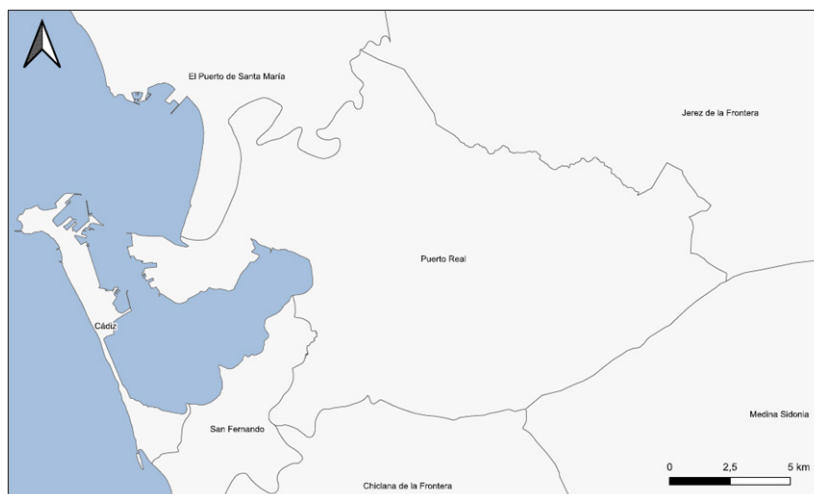 El Puerto de Santa María
Jerez de la Frontera
Puerto Real
Cádiz
Medina Sidonia
San Fernando
0 2,5 5 km
Chiclana de la Frontera